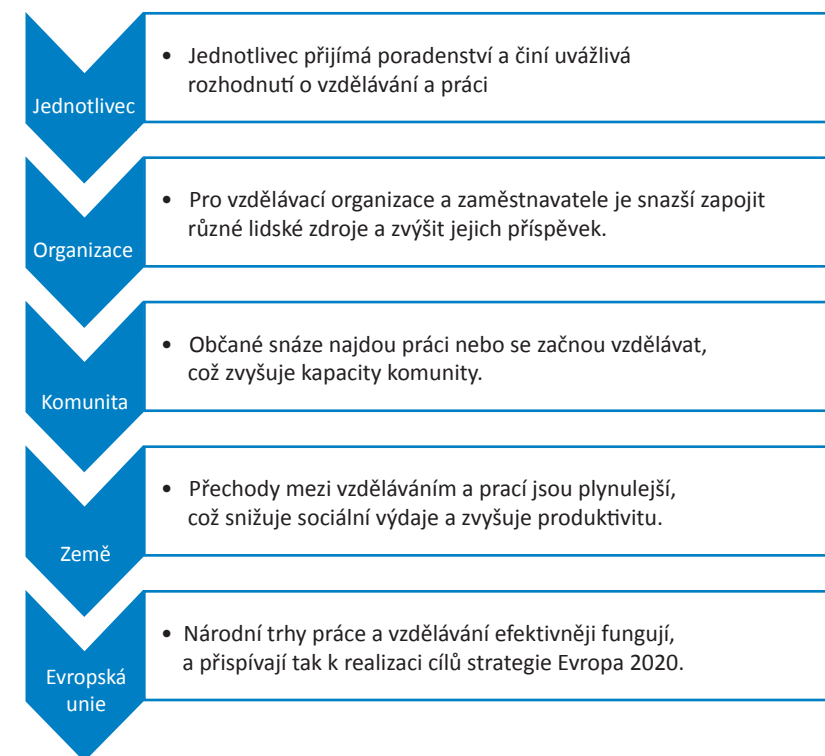 Jednotlivec
• Jednotlivec přijímá poradenství a činí uvážlivá
rozhodnutí o vzdělávání a práci
Organizace
• Pro vzdělávací organizace a zaměstnavatele je snazší zapojit
různé lidské zdroje a zvýšit jejich příspěvek.
Komunita
• Občané snáze najdou práci nebo se začnou vzdělávat,
což zvyšuje kapacity komunity.
Země
• Přechody mezi vzděláváním a prací jsou plynulejší,
což snižuje sociální výdaje a zvyšuje produktivitu.
Evropská
unie
• Národní trhy práce a vzdělávání efektivněji fungují,
a přispívají tak k realizaci cílů strategie Evropa 2020.